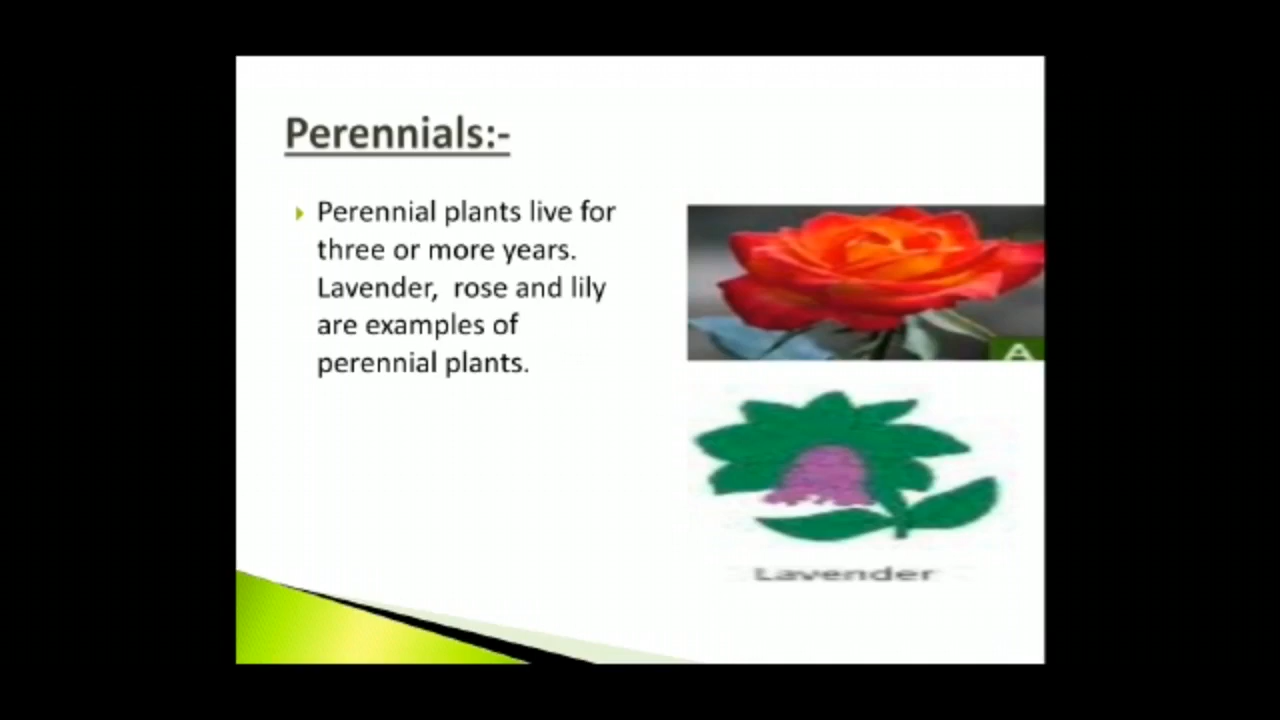 Perennials:-
Perennial plants live for
three or more years.
Lavender,  rose and lily
are examples of
perennial plants.
A
Lavender